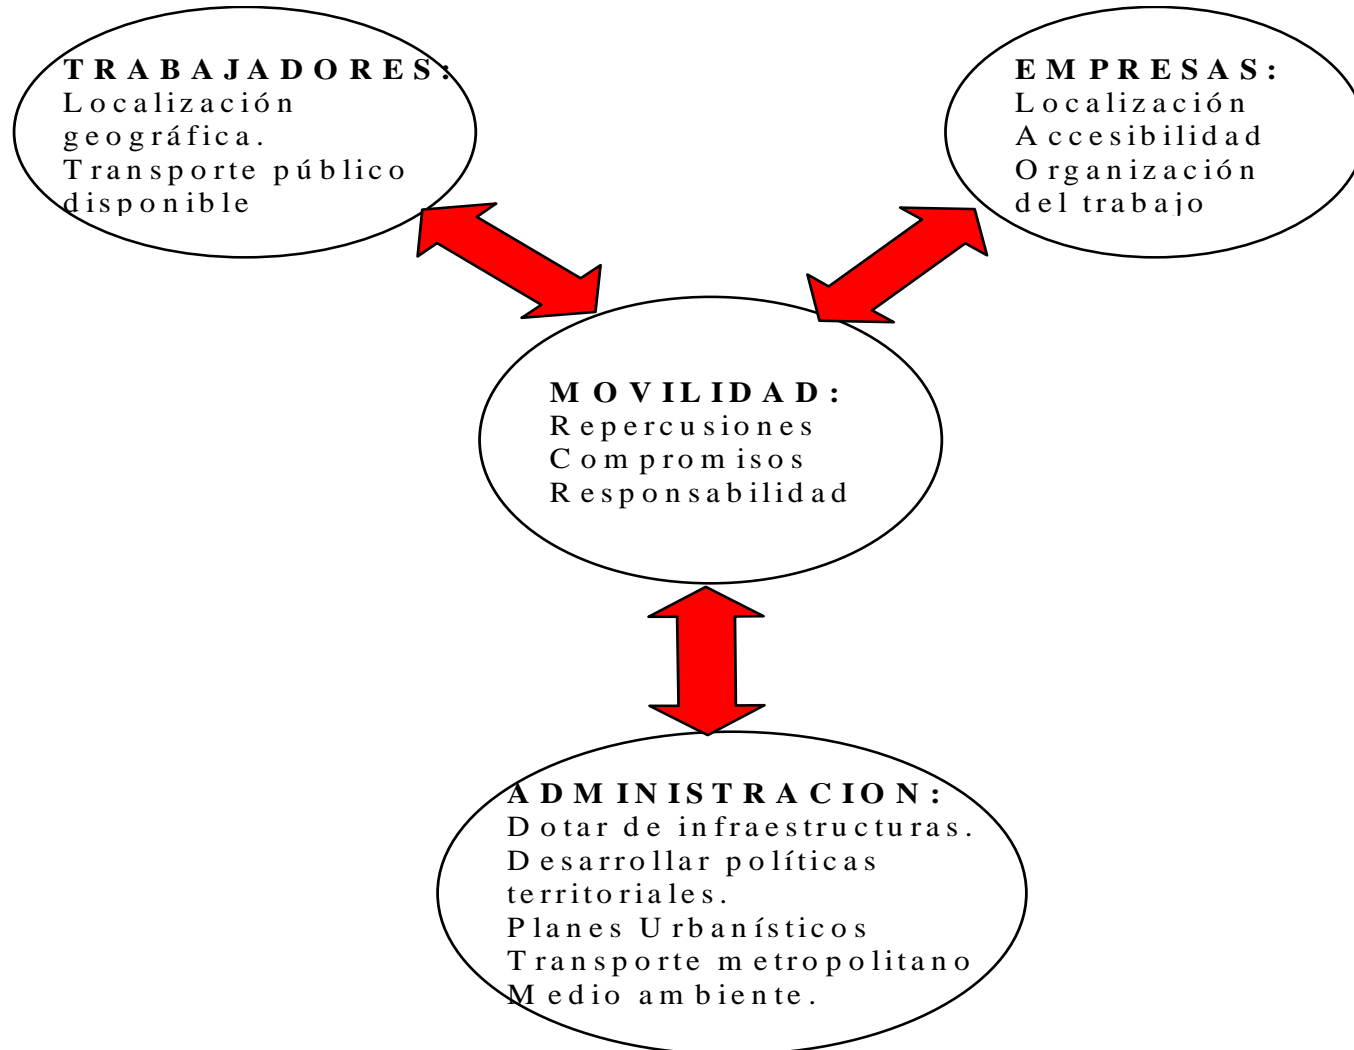 TRABAJADORES:
Localización
geográfica.
Transporte público
disponible
EMPRESAS:
Localización
Accesibilidad
Organización
del trabajo
MOVILIDAD:
Repercusiones
Compromisos
Responsabilidad
ADMINISTRACION:
Dotar de infraestructuras.
Desarrollar políticas
territoriales.
Planes Urbanísticos
Transporte metropolitano
Medio ambiente.